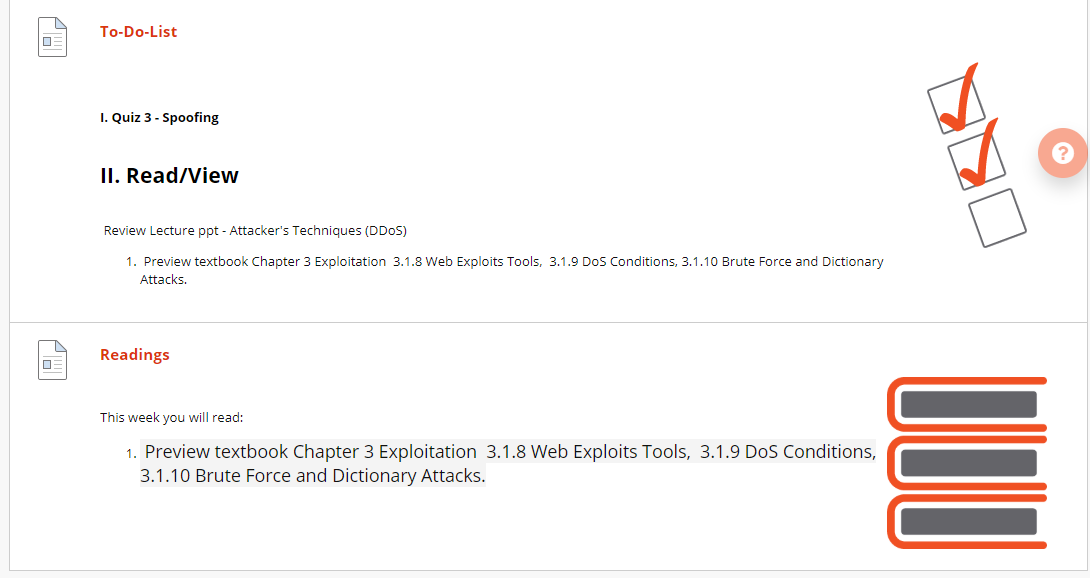 To-Do-List
I. Quiz 3 - Spoofing
?
II. Read/View
Review Lecture ppt - Attacker's Techniques (DDoS)
1. Preview textbook Chapter 3 Exploitation 3.1.8 Web Exploits Tools, 3.1.9 DoS Conditions, 3.1.10 Brute Force and Dictionary
Attacks.
Readings
This week you will read:
1. Preview textbook Chapter 3 Exploitation 3.1.8 Web Exploits Tools, 3.1.9 DoS Conditions,
3.1.10 Brute Force and Dictionary Attacks.